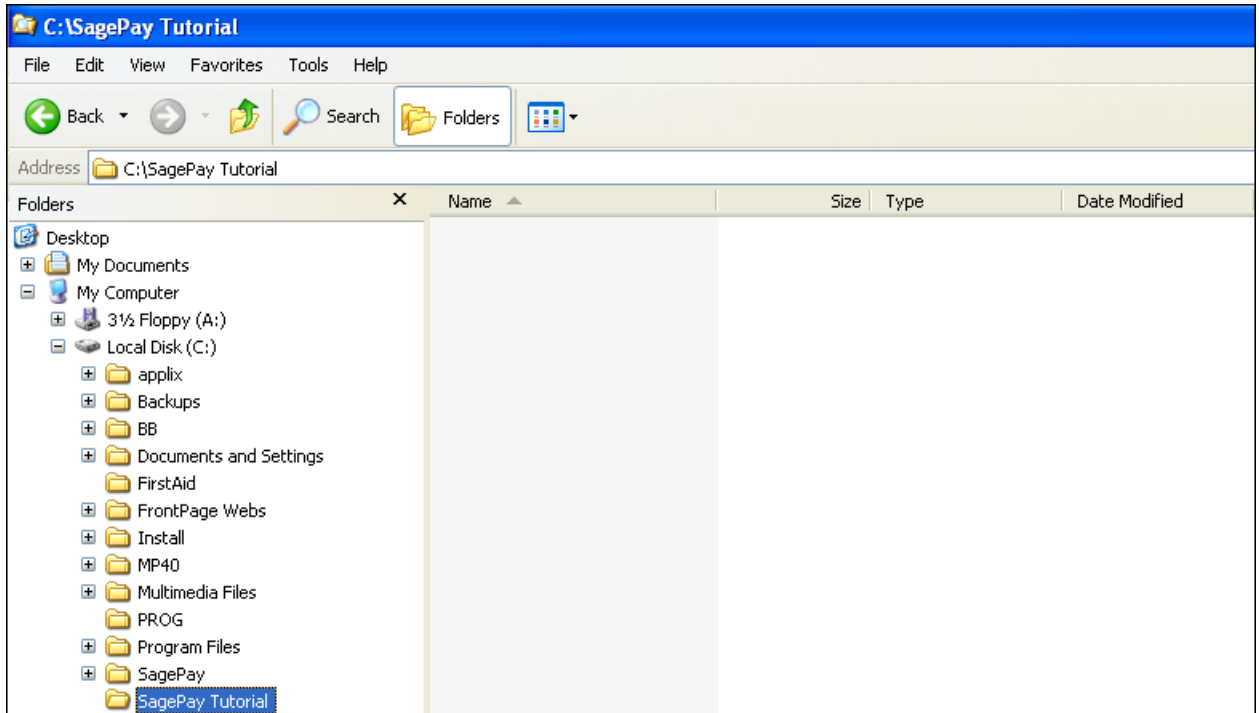 C:\SagePay Tutorial
File Edit View Favorites Tools Help
Back Search Folders
Address C:\SagePay Tutorial
Folders × Name Size Type Date Modified
Desktop
My Documents
My Computer
3½ Floppy (A:)
Local Disk (C:)
applix
Backups
BB
Documents and Settings
FirstAid
FrontPage Webs
Install
MP40
Multimedia Files
PROG
Program Files
SagePay
SagePay Tutorial